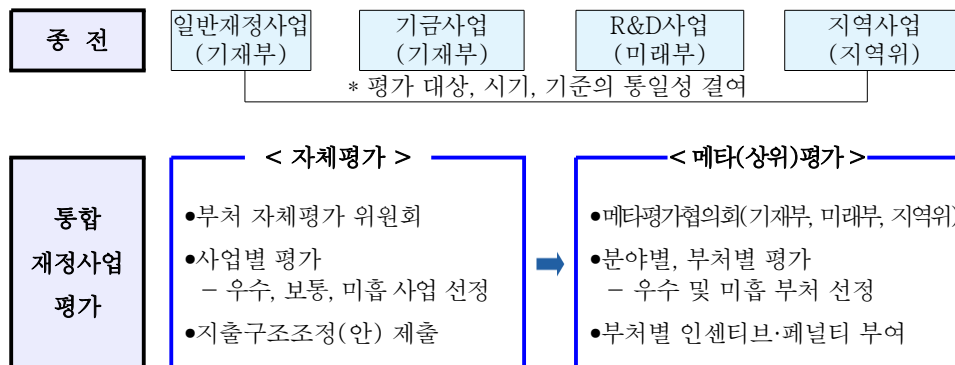 종 전
일반재정사업
(기재부)
기금사업
(기재부)
R&D사업
(미래부)
지역사업
(지역위)
* 평가 대상, 시기, 기준의 통일성 결여
통합
재정사업
평가
< 자체평가 >
●부처 자체평가 위원회
●사업별 평가
- 우수, 보통, 미흡 사업 선정
●지출구조조정(안) 제출
< 메타(상위)평가 >
●메타평가협의회(기재부, 미래부, 지역위)
●분야별, 부처별 평가
- 우수 및 미흡 부처 선정
●부처별 인센티브·페널티 부여